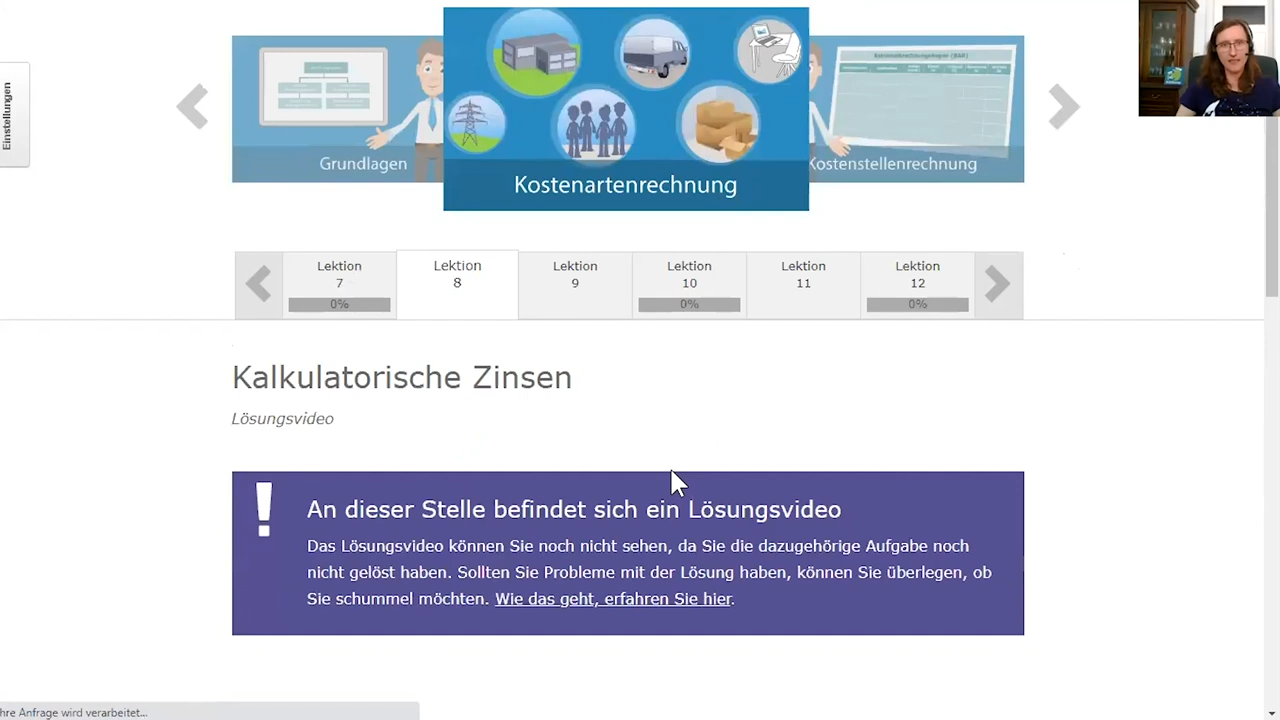 Einstellungen
Grundlagen
Kostenartenrechnung
Kostenstellenrechnung
Lektion
7
0%
Lektion
8
Lektion
9
Lektion
10
0%
Lektion
11
Lektion
12
0%
Kalkulatorische Zinsen
Lösungsvideo
An dieser Stelle befindet sich ein Lösungsvideo
Das Lösungsvideo können Sie noch nicht sehen, da Sie die dazugehörige Aufgabe noch
nicht gelöst haben. Sollten Sie Probleme mit der Lösung haben, können Sie überlegen, ob
Sie schummel möchten. Wie das geht, erfahren Sie hier.
hre Anfrage wird verarbeitet...